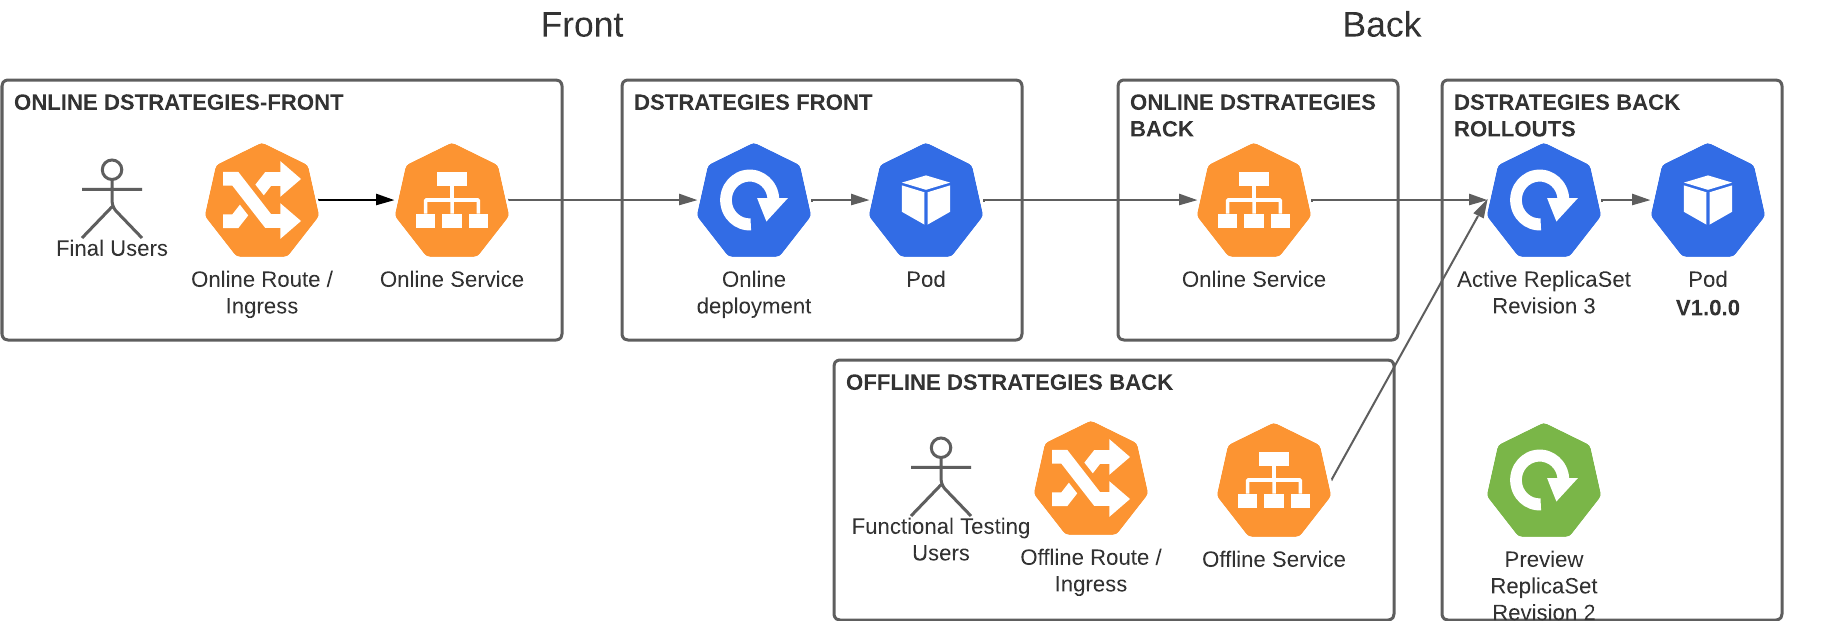 Front
Back
ONLINE DSTRATEGIES-FRONT
Final Users
Online Route /
Ingress
Online Service
DSTRATEGIES FRONT
Online
deployment
Pod
ONLINE DSTRATEGIES
BACK
Online Service
DSTRATEGIES BACK
ROLLOUTS
Active ReplicaSet
Revision 3
Pod
V1.0.0
OFFLINE DSTRATEGIES BACK
Functional Testing
Users
Offline Route /
Ingress
Offline Service
Preview
ReplicaSet
Revision 2